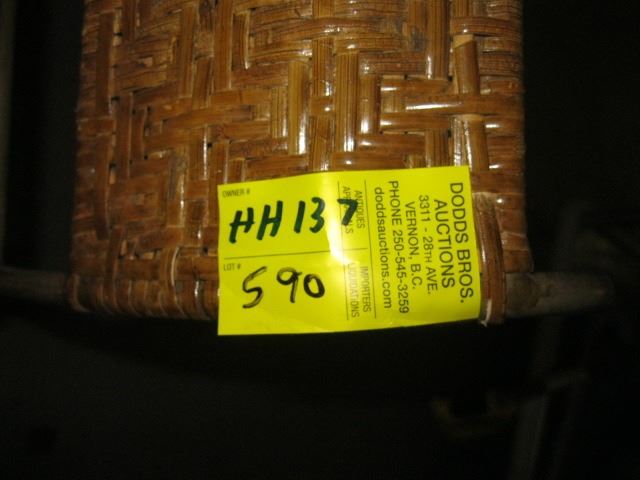 OWNER #
HH137
LOT #
590
ANTIQUES
APPRAISALS
IMPORTERS
LIQUIDATIONS
DODDS BROS.
AUCTIONS
3311 - 28TH AVE.
VERNON, B.C.
PHONE 250-545-3259
doddsauctions.com